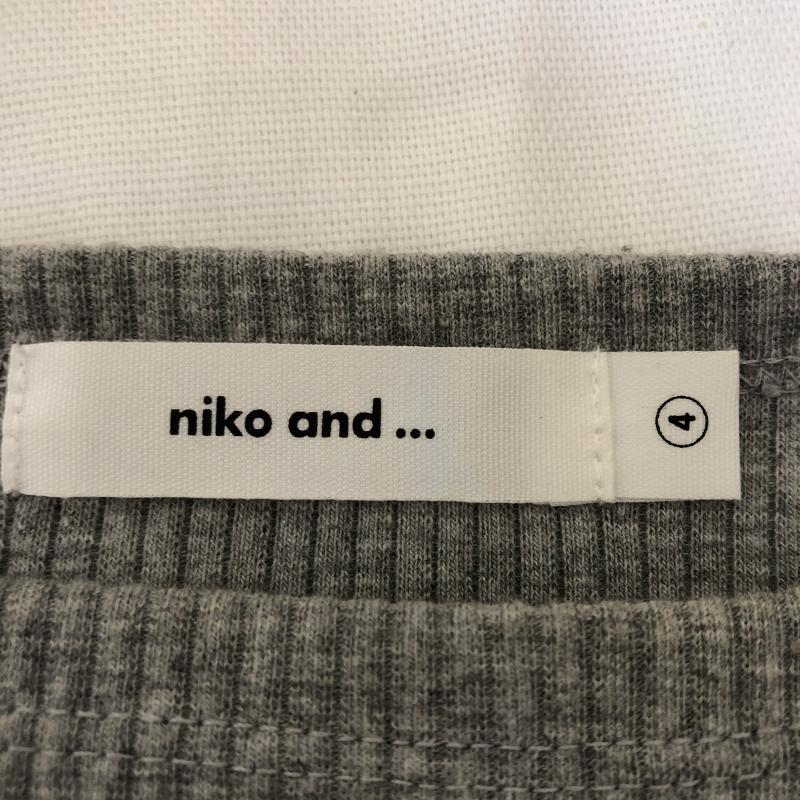 niko and ...
④